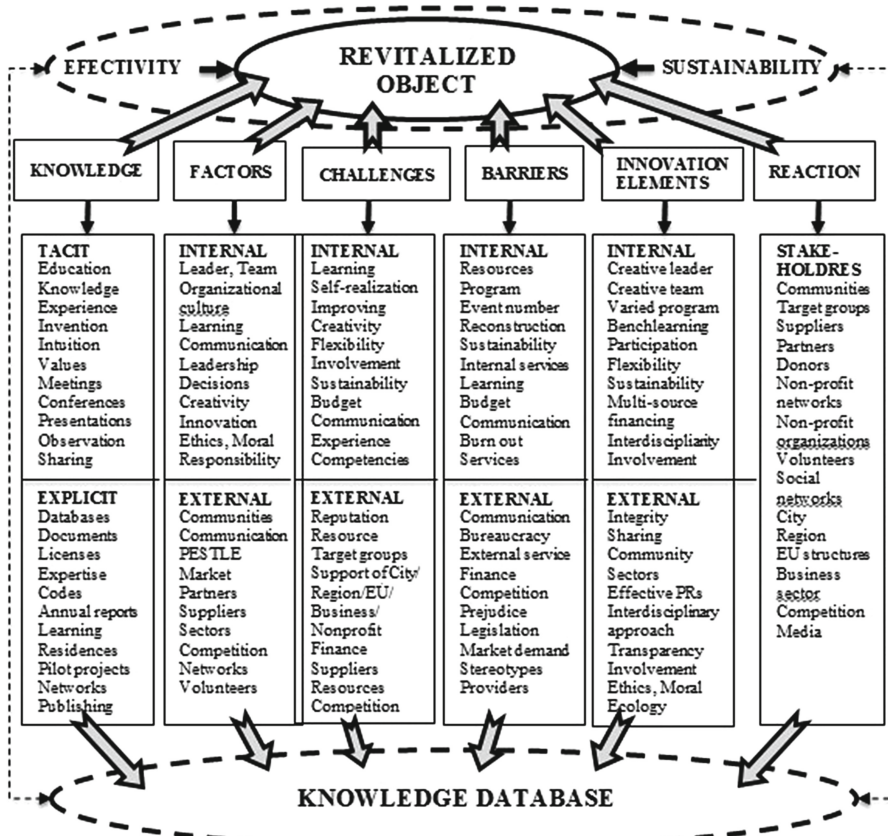 REVITALIZED
OBJECT
EFECTIVITY
SUSTAINABILITY
KNOWLEDGE
FACTORS
CHALLENGES
BARRIERS
INNOVATION
ELEMENTS
REACTION
TACIT
Education
Knowledge
Experience
Invention
Intuition
Values
Meetings
Conferences
Presentations
Observation
Sharing
EXPLICIT
Databases
Documents
Licenses
Expertise
Codes
Annual reports
Learning
Residences
Pilot projects
Networks
Publishing
INTERNAL
Leader, Team
Organizational
culture
Learning
Communication
Leadership
Decisions
Creativity
Innovation
Ethics, Moral
Responsibility
EXTERNAL
Communities
Communication
PESTLE
Market
Partners
Suppliers
Sectors
Competition
Networks
Volunteers
INTERNAL
Learning
Self-realization
Improving
Creativity
Flexibility
Involvement
Sustainability
Budget
Communication
Experience
Competencies
EXTERNAL
Reputation
Resource
Target groups
Support of City/
Region/EU/
Business/
Nonprofit
Finance
Suppliers
Resources
Competition
INTERNAL
Resources
Program
Event number
Reconstruction
Sustainability
Internal services
Learning
Budget
Communication
Burn out
Services
EXTERNAL
Communication
Bureaucracy
External service
Finance
Competition
Prejudice
Legislation
Market demand
Stereotypes
Providers
INTERNAL
Creative leader
Creative team
Varied program
Benchlearning
Participation
Flexibility
Sustainability
Multi-source
financing
Interdiscipliarity
Involvement
EXTERNAL
Integrity
Sharing
Community
Sectors
Effective PRs
Interdisciplinary
approach
Transparency
Involvement
Ethics, Moral
Ecology
STAKE-
HOLDRES
Communities
Target groups
Suppliers
Partners
Donors
Non-profit
networks
Non-profit
organizations
Volunteers
Social
networks
City
Region
EU structures
Business
sector
Competition
Media
KNOWLEDGE DATABASE